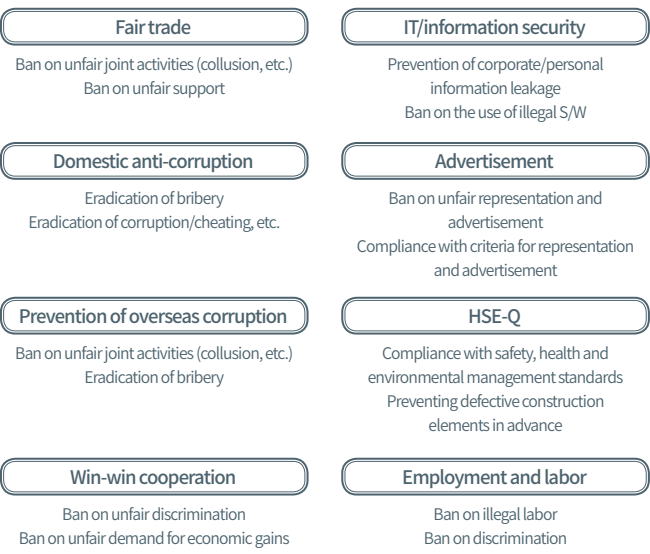 Fair trade
Ban on unfair joint activities (collusion, etc.)
Ban on unfair support
IT/information security
Prevention of corporate/personal
information leakage
Ban on the use of illegal S/W
Domestic anti-corruption
Eradication of bribery
Eradication of corruption/cheating, etc.
Advertisement
Ban on unfair representation and
advertisement
Compliance with criteria for representation
and advertisement
Prevention of overseas corruption
Ban on unfair joint activities (collusion, etc.)
Eradication of bribery
HSE-Q
Compliance with safety, health and
environmental management standards
Preventing defective construction
elements in advance
Win-win cooperation
Ban on unfair discrimination
Ban on unfair demand for economic gains
Employment and labor
Ban on illegal labor
Ban on discrimination